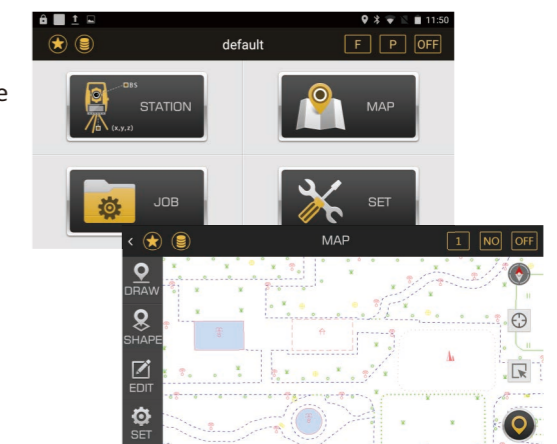 e
11:50
default
F P OFF
BS
STATION
(x,y,z)
MAP
JOB
SET
MAP
1 NO OFF
DRAW
SHAPE
EDIT
SET